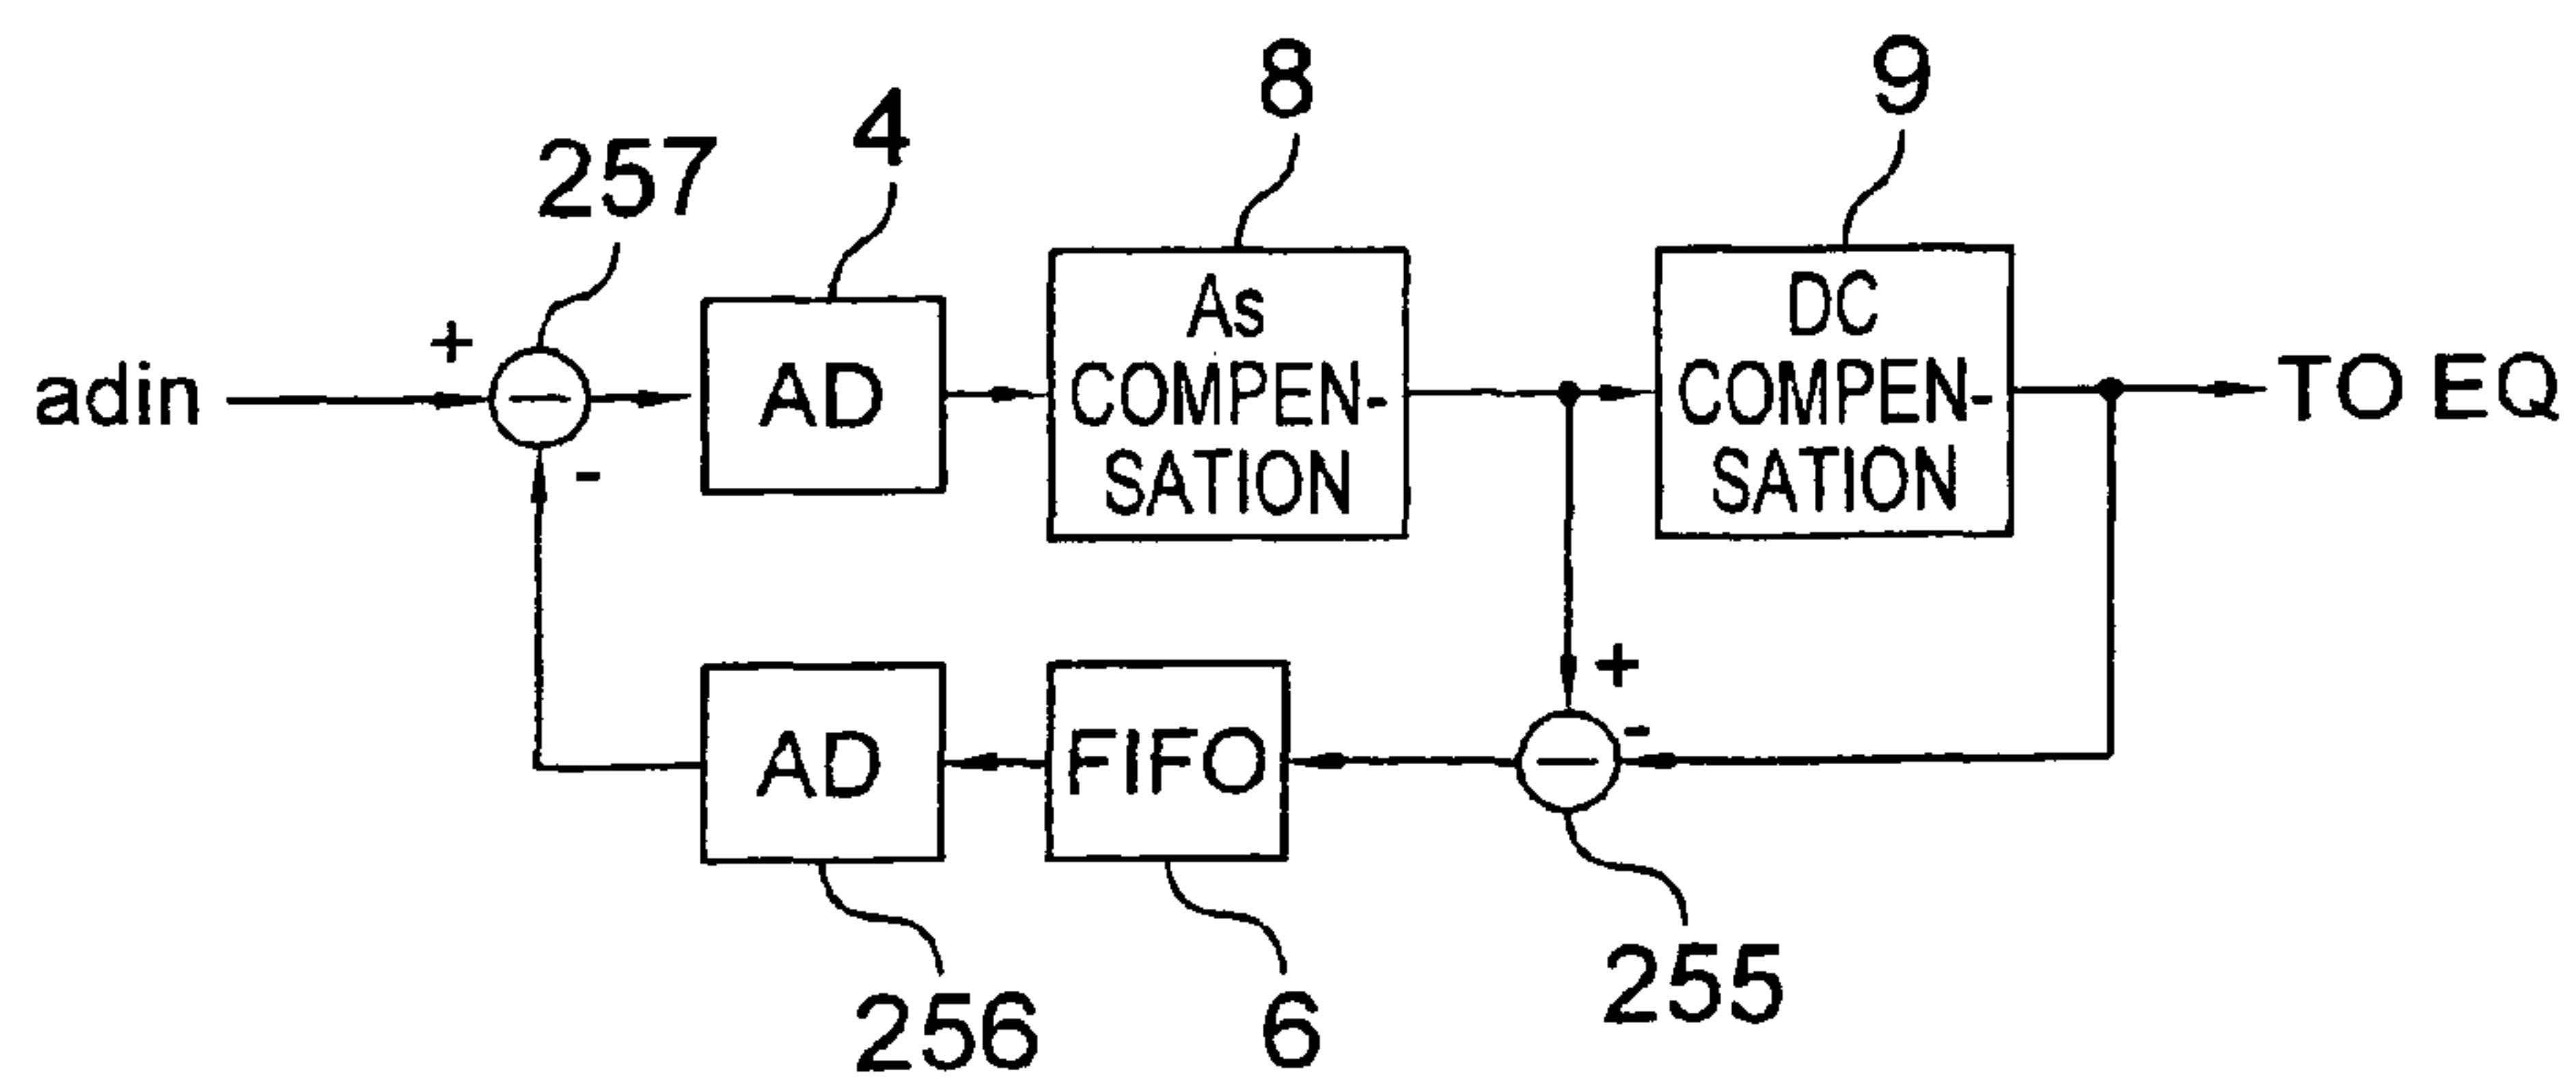 257
4
8
9
+
adin
-
AD
As
COMPEN-
SATION
DC
COMPEN-
SATION
TO EQ
AD
FIFO
+
-
256
6
255